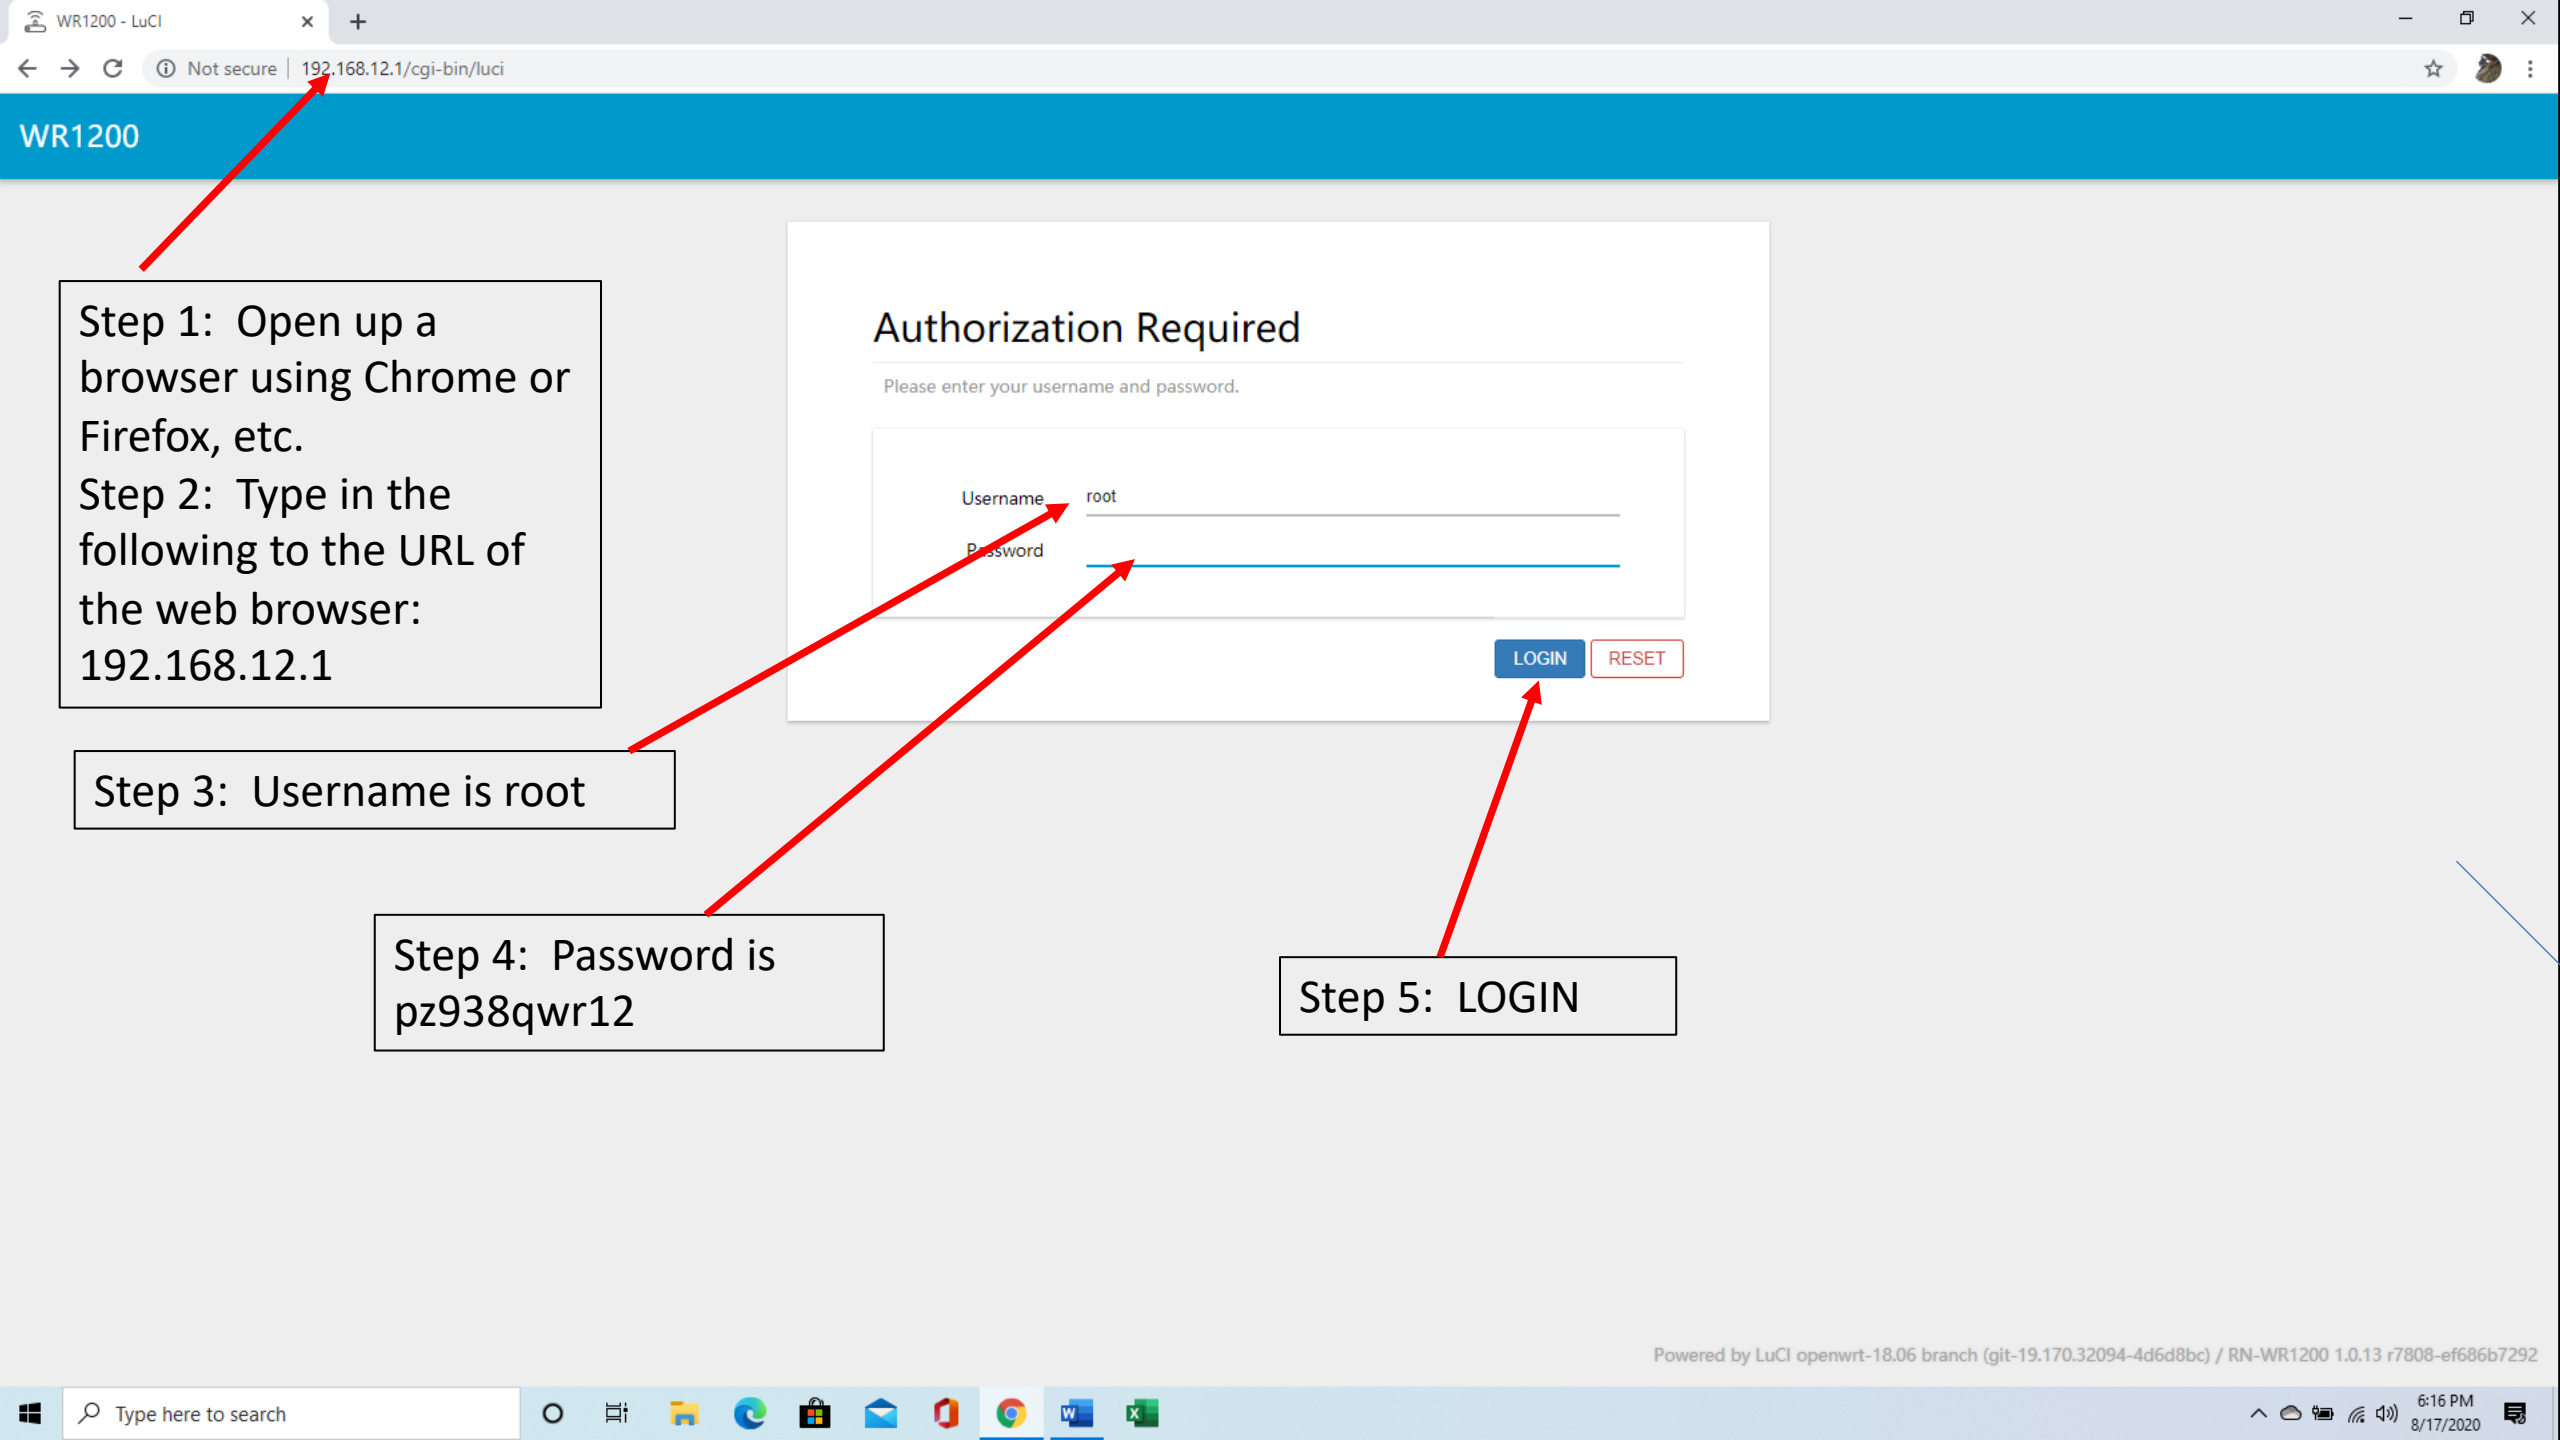 WR1200 - LuCI
Not secure | 192.168.12.1/cgi-bin/luci
WR1200
Step 1:  Open up a
browser using Chrome or
Firefox, etc.
Step 2:  Type in the
following to the URL of
the web browser:
192.168.12.1
Authorization Required
Please enter your username and password.
Username root
Password
LOGIN RESET
Step 3:  Username is root
Step 4:  Password is
pz938qwr12
Step 5:  LOGIN
Powered by LuCI openwrt-18.06 branch (git-19.170.32094-4d6d8bc) / RN-WR1200 1.0.13 r7808-ef686b7292
Type here to search
6:16 PM
8/17/2020